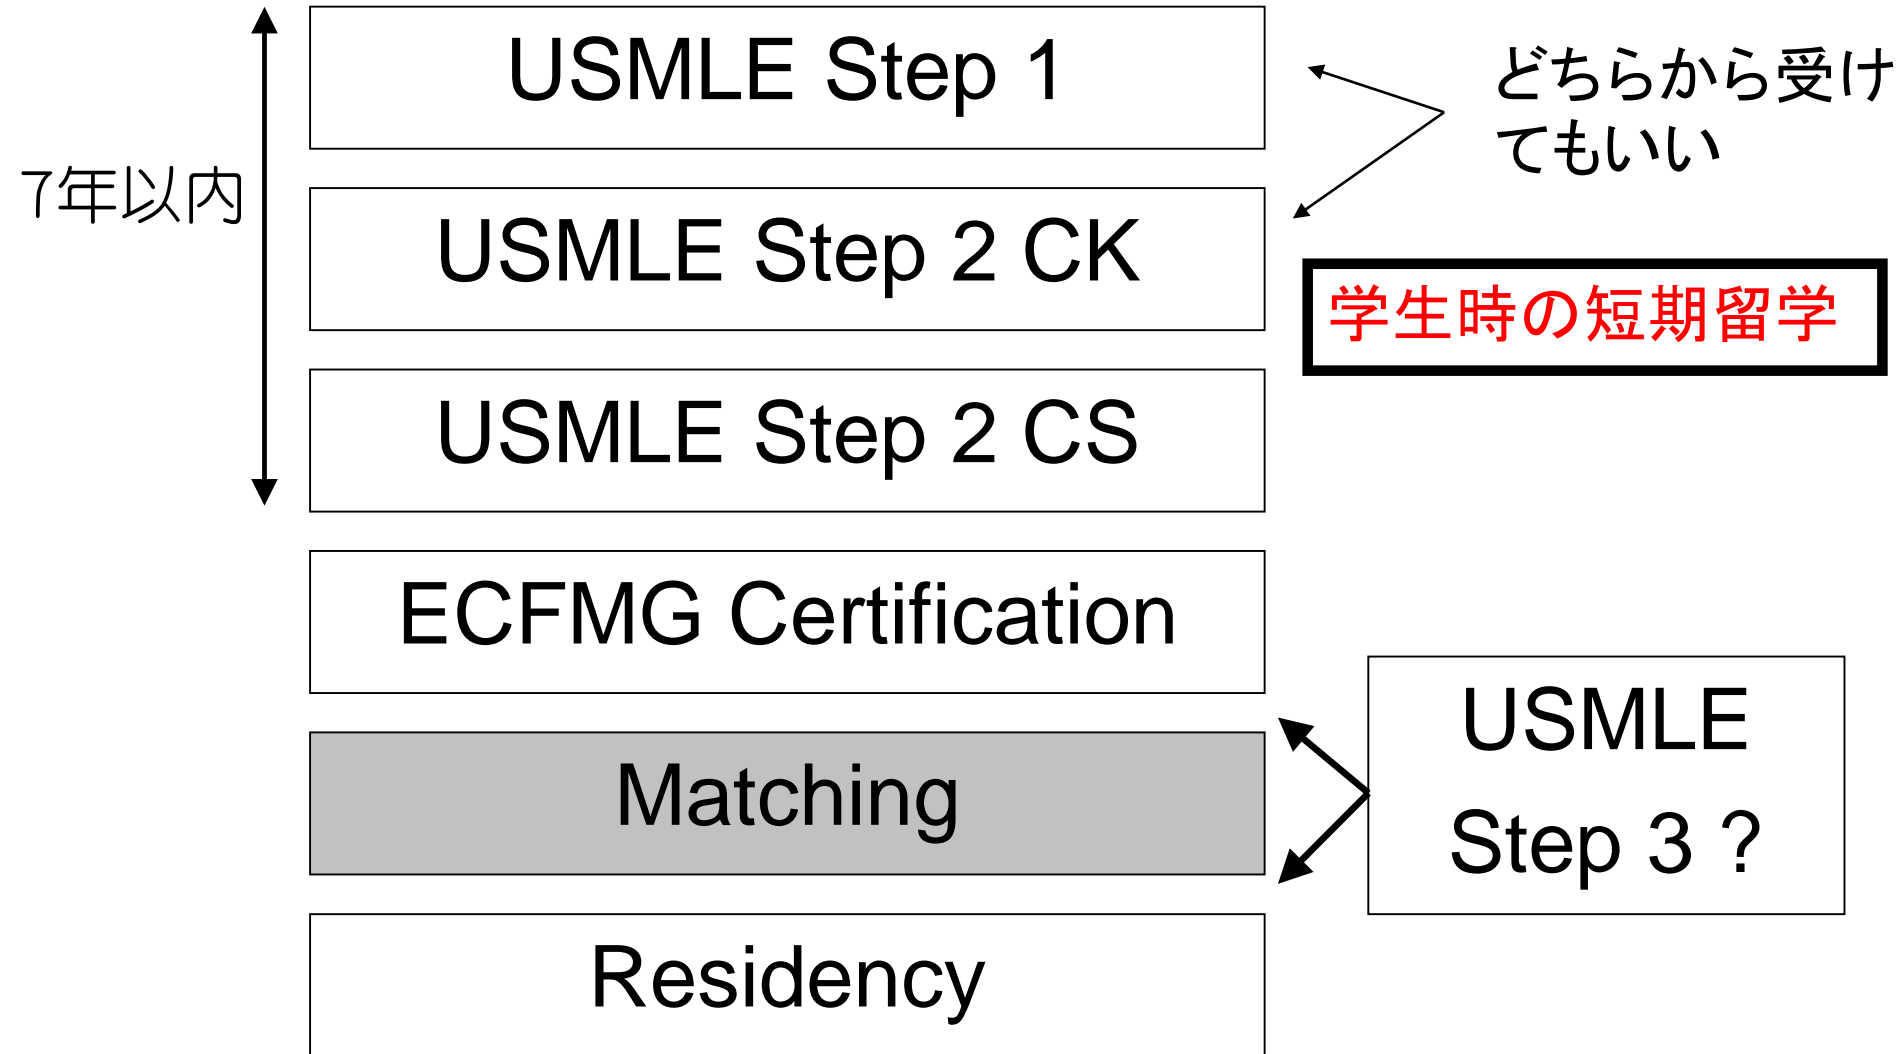 USMLE Step 1
どちらから受け
てもいい
7年以内
USMLE Step 2 CK
学生時の短期留学
USMLE Step 2 CS
ECFMG Certification
Matching
USMLE
Step 3 ?
Residency